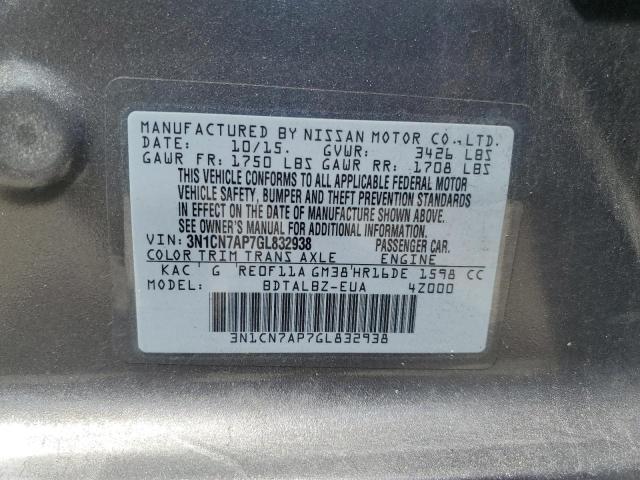 MANUFACTURED BY NISSAN MOTOR CO.,LTD.
DATE: 10/15. GVWR: 3426 LBS
GAWR FR: 1750 LBS GAWR RR: 1708 LBS
THIS VEHICLE CONFORMS TO ALL APPLICABLE FEDERAL MOTOR
VEHICLE SAFETY, BUMPER AND THEFT PREVENTION STANDARDS
IN EFFECT ON THE DATE OF MANUFACTURE SHOWN ABOVE.
SEE OWNER'S MANUAL FOR ADDITIONAL INFORMATION.
VIN: 3N1CN7AP7GL832938 PASSENGER CAR.
COLOR TRIM TRANS AXLE ENGINE
KAC G RE0F11A GM38 HR16DE 1598 CC
MODEL: BDTALBZ-EUA 4Z000
3N1CN7AP7GL832938